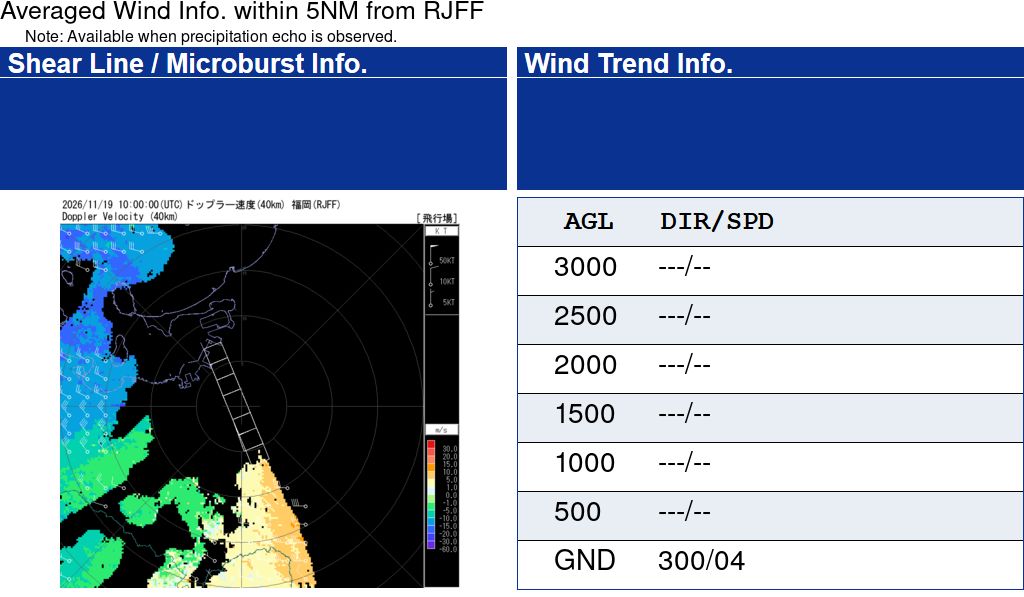 Averaged Wind Info. within 5NM from RJFF
Note: Available when precipitation echo is observed.
Shear Line / Microburst Info.
Wind Trend Info.
2026/11/19 10:00:00(UTC) ドップラー速度(40km) 福岡(RJFF)
Doppler Velocity (40km)
[飛行場]
K T
50KT
10KT
5KT
m/s
30.0
20.0
15.0
10.0
5.0
1.0
0.0
-1.0
-5.0
-10.0
-15.0
-20.0
-30.0
-60.0
AGL DIR/SPD
3000 ---/--
2500 ---/--
2000 ---/--
1500 ---/--
1000 ---/--
500 ---/--
GND 300/04